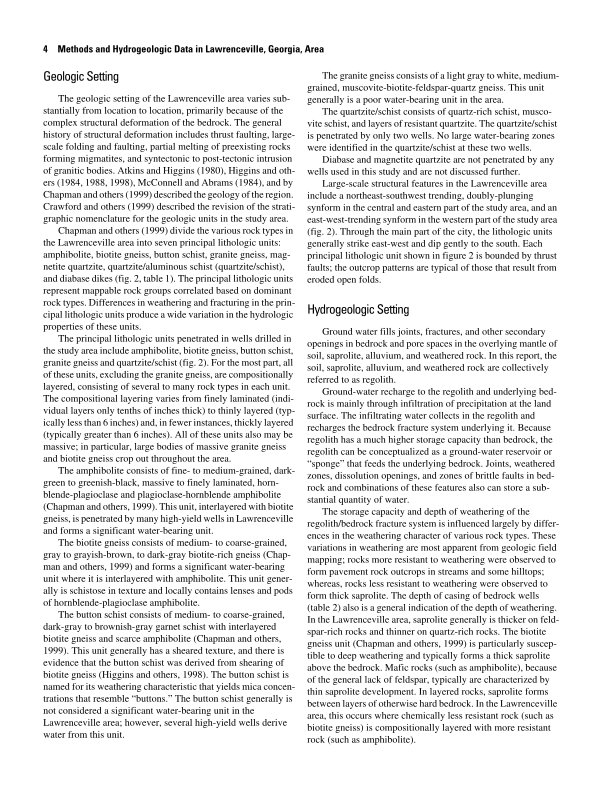 4 Methods and Hydrogeologic Data in Lawrenceville, Georgia, Area
Geologic Setting
The geologic setting of the Lawrenceville area varies sub-
stantially from location to location, primarily because of the
complex structural deformation of the bedrock. The general
history of structural deformation includes thrust faulting, large-
scale folding and faulting, partial melting of preexisting rocks
forming migmatites, and syntectonic to post-tectonic intrusion
of granitic bodies. Atkins and Higgins (1980), Higgins and oth-
ers (1984, 1988, 1998), McConnell and Abrams (1984), and by
Chapman and others (1999) described the geology of the region.
Crawford and others (1999) described the revision of the strati-
graphic nomenclature for the geologic units in the study area.
Chapman and others (1999) divide the various rock types in
the Lawrenceville area into seven principal lithologic units:
amphibolite, biotite gneiss, button schist, granite gneiss, mag-
netite quartzite, quartzite/aluminous schist (quartzite/schist),
and diabase dikes (fig. 2, table 1). The principal lithologic units
represent mappable rock groups correlated based on dominant
rock types. Differences in weathering and fracturing in the prin-
cipal lithologic units produce a wide variation in the hydrologic
properties of these units.
The principal lithologic units penetrated in wells drilled in
the study area include amphibolite, biotite gneiss, button schist,
granite gneiss and quartzite/schist (fig. 2). For the most part, all
of these units, excluding the granite gneiss, are compositionally
layered, consisting of several to many rock types in each unit.
The compositional layering varies from finely laminated (indi-
vidual layers only tenths of inches thick) to thinly layered (typ-
ically less than 6 inches) and, in fewer instances, thickly layered
(typically greater than 6 inches). All of these units also may be
massive; in particular, large bodies of massive granite gneiss
and biotite gneiss crop out throughout the area.
The amphibolite consists of fine- to medium-grained, dark-
green to greenish-black, massive to finely laminated, horn-
blende-plagioclase and plagioclase-hornblende amphibolite
(Chapman and others, 1999). This unit, interlayered with biotite
gneiss, is penetrated by many high-yield wells in Lawrenceville
and forms a significant water-bearing unit.
The biotite gneiss consists of medium- to coarse-grained,
gray to grayish-brown, to dark-gray biotite-rich gneiss (Chap-
man and others, 1999) and forms a significant water-bearing
unit where it is interlayered with amphibolite. This unit gener-
ally is schistose in texture and locally contains lenses and pods
of hornblende-plagioclase amphibolite.
The button schist consists of medium- to coarse-grained,
dark-gray to brownish-gray garnet schist with interlayered
biotite gneiss and scarce amphibolite (Chapman and others,
1999). This unit generally has a sheared texture, and there is
evidence that the button schist was derived from shearing of
biotite gneiss (Higgins and others, 1998). The button schist is
named for its weathering characteristic that yields mica concen-
trations that resemble “buttons.” The button schist generally is
not considered a significant water-bearing unit in the
Lawrenceville area; however, several high-yield wells derive
water from this unit.
The granite gneiss consists of a light gray to white, medium-
grained, muscovite-biotite-feldspar-quartz gneiss. This unit
generally is a poor water-bearing unit in the area.
The quartzite/schist consists of quartz-rich schist, musco-
vite schist, and layers of resistant quartzite. The quartzite/schist
is penetrated by only two wells. No large water-bearing zones
were identified in the quartzite/schist at these two wells.
Diabase and magnetite quartzite are not penetrated by any
wells used in this study and are not discussed further.
Large-scale structural features in the Lawrenceville area
include a northeast-southwest trending, doubly-plunging
synform in the central and eastern part of the study area, and an
east-west-trending synform in the western part of the study area
(fig. 2). Through the main part of the city, the lithologic units
generally strike east-west and dip gently to the south. Each
principal lithologic unit shown in figure 2 is bounded by thrust
faults; the outcrop patterns are typical of those that result from
eroded open folds.
Hydrogeologic Setting
Ground water fills joints, fractures, and other secondary
openings in bedrock and pore spaces in the overlying mantle of
soil, saprolite, alluvium, and weathered rock. In this report, the
soil, saprolite, alluvium, and weathered rock are collectively
referred to as regolith.
Ground-water recharge to the regolith and underlying bed-
rock is mainly through infiltration of precipitation at the land
surface. The infiltrating water collects in the regolith and
recharges the bedrock fracture system underlying it. Because
regolith has a much higher storage capacity than bedrock, the
regolith can be conceptualized as a ground-water reservoir or
“sponge” that feeds the underlying bedrock. Joints, weathered
zones, dissolution openings, and zones of brittle faults in bed-
rock and combinations of these features also can store a sub-
stantial quantity of water.
The storage capacity and depth of weathering of the
regolith/bedrock fracture system is influenced largely by differ-
ences in the weathering character of various rock types. These
variations in weathering are most apparent from geologic field
mapping; rocks more resistant to weathering were observed to
form pavement rock outcrops in streams and some hilltops;
whereas, rocks less resistant to weathering were observed to
form thick saprolite. The depth of casing of bedrock wells
(table 2) also is a general indication of the depth of weathering.
In the Lawrenceville area, saprolite generally is thicker on feld-
spar-rich rocks and thinner on quartz-rich rocks. The biotite
gneiss unit (Chapman and others, 1999) is particularly suscep-
tible to deep weathering and typically forms a thick saprolite
above the bedrock. Mafic rocks (such as amphibolite), because
of the general lack of feldspar, typically are characterized by
thin saprolite development. In layered rocks, saprolite forms
between layers of otherwise hard bedrock. In the Lawrenceville
area, this occurs where chemically less resistant rock (such as
biotite gneiss) is compositionally layered with more resistant
rock (such as amphibolite).